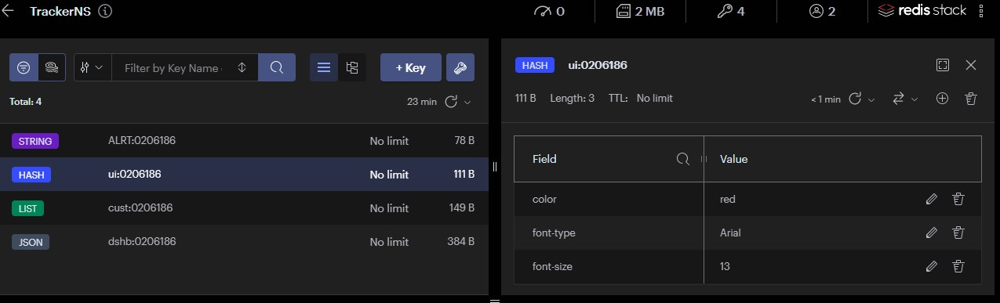 TrackerNS
0
2 MB
4
2
redis stack
Filter by Key Name
+ Key
Total: 4
23 min
STRING ALRT:0206186 No limit 78 B
HASH ui:0206186 No limit 111 B
LIST cust:0206186 No limit 149 B
JSON dshb:0206186 No limit 384 B
HASH ui:0206186
111 B Length: 3 TTL: No limit < 1 min
Field Value
color red
font-type Arial
font-size 13